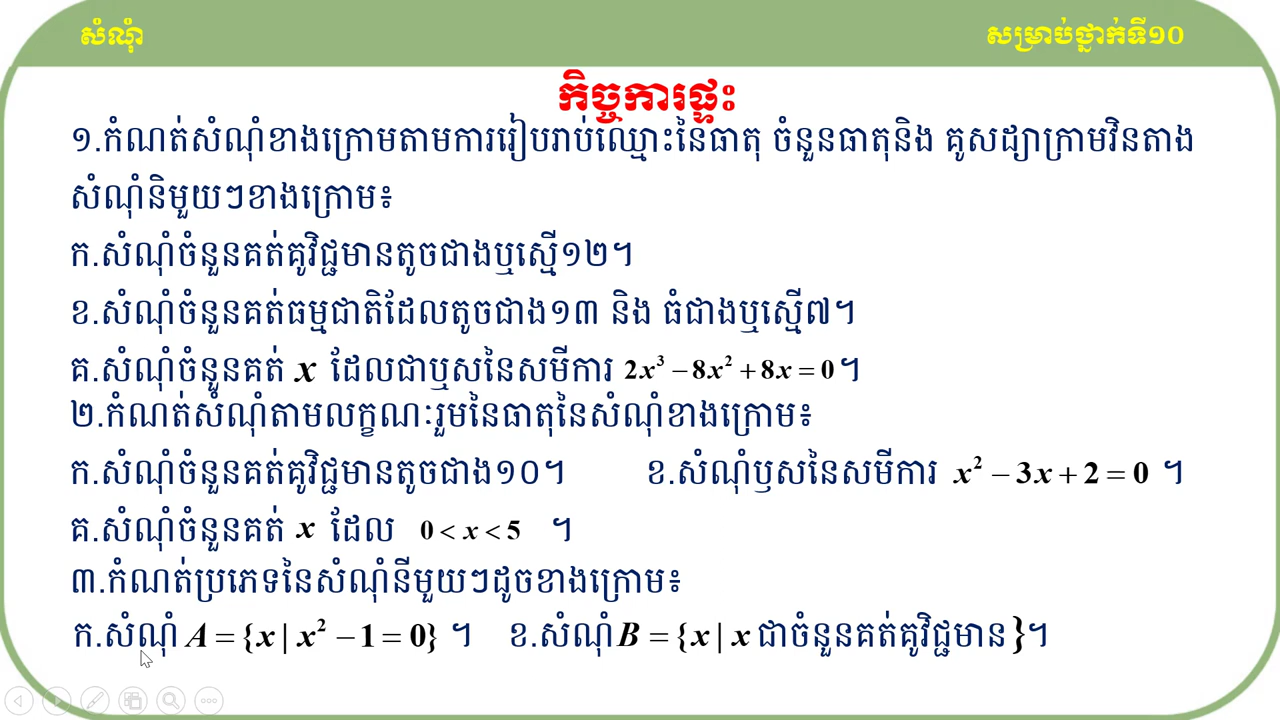 សំណុំ
សម្រាប់ថ្នាក់ទី១០
កិច្ចការផ្ទះ
១.កំណត់សំណុំខាងក្រោមតាមការរៀបរាប់ឈ្មោះនៃធាតុ ចំនួនធាតុនិង គូសដ្យាក្រាមវិនតាង
សំណុំនិមួយៗខាងក្រោម៖
ក.សំណុំចំនួនគត់គូវិជ្ជមានតូចជាងឬស្មើ១២។
ខ.សំណុំចំនួនគត់ធម្មជាតិដែលតូចជាង១៣ និង ធំជាងឬស្មើ៧។
គ.សំណុំចំនួនគត់ x ដែលជាឬសនៃសមីការ 2x³ − 8x² + 8x = 0 ។
២.កំណត់សំណុំតាមលក្ខណៈរួមនៃធាតុនៃសំណុំខាងក្រោម៖
ក.សំណុំចំនួនគត់គូវិជ្ជមានតូចជាង១០។ ខ.សំណុំឫសនៃសមីការ x² − 3x + 2 = 0 ។
គ.សំណុំចំនួនគត់ x ដែល 0 < x < 5 ។
៣.កំណត់ប្រភេទនៃសំណុំនីមួយៗដូចខាងក្រោម៖
ក.សំណុំ A = {x | x² − 1 = 0} ។ ខ.សំណុំ B = {x | x ជាចំនួនគត់គូវិជ្ជមាន }។